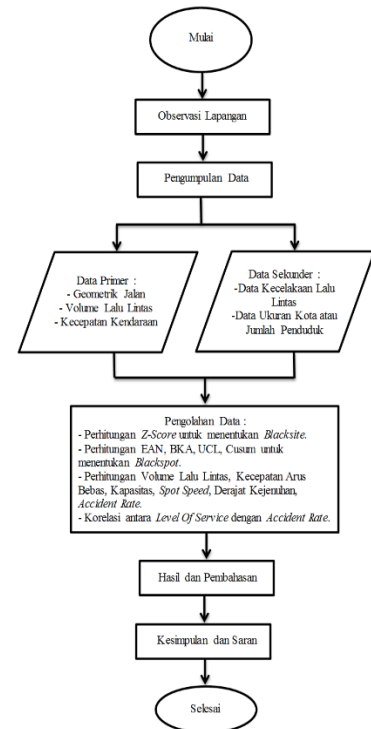 Mulai
Observasi Lapangan
Pengumpulan Data
Data Primer :
- Geometrik Jalan
- Volume Lalu Lintas
- Kecepatan Kendaraan
Data Sekunder :
-Data Kecelakaan Lalu
Lintas
-Data Ukuran Kota atau
Jumlah Penduduk
Pengolahan Data :
- Perhitungan Z-Score untuk menentukan Blacksite.
- Perhitungan EAN, BKA, UCL, Cusum untuk
menentukan Blackspot.
- Perhitungan Volume Lalu Lintas, Kecepatan Arus
Bebas, Kapasitas, Spot Speed, Derajat Kejenuhan,
Accident Rate.
- Korelasi antara Level Of Service dengan Accident Rate.
Hasil dan Pembahasan
Kesimpulan dan Saran
Selesai